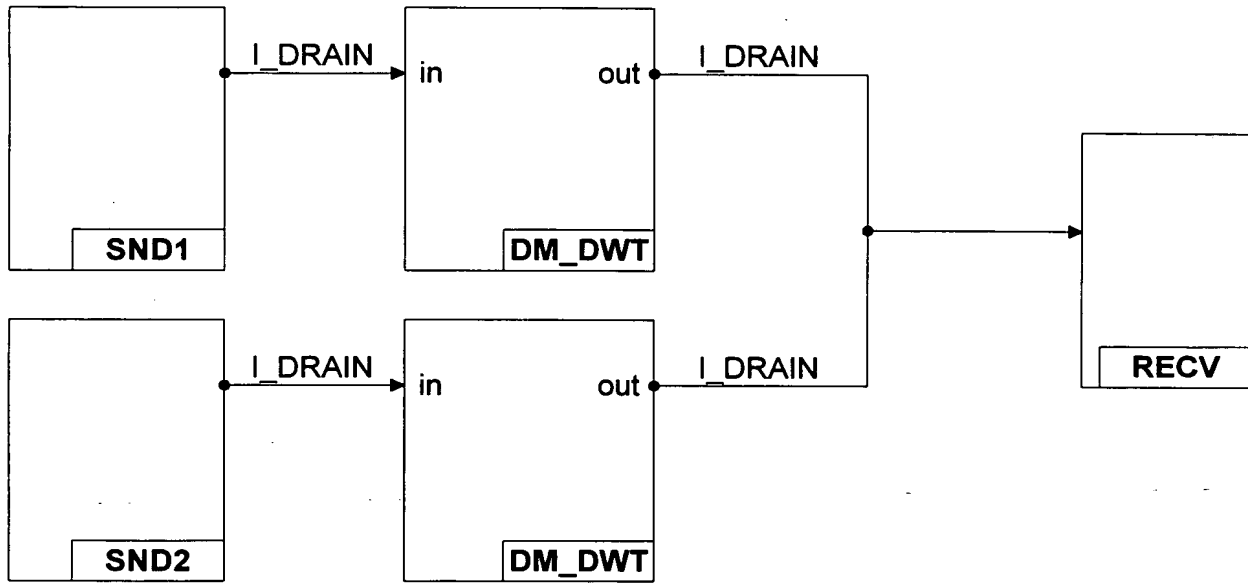 I_DRAIN
in
out
I_DRAIN
SND1
DM_DWT
I_DRAIN
in
out
I_DRAIN
RECV
SND2
DM_DWT